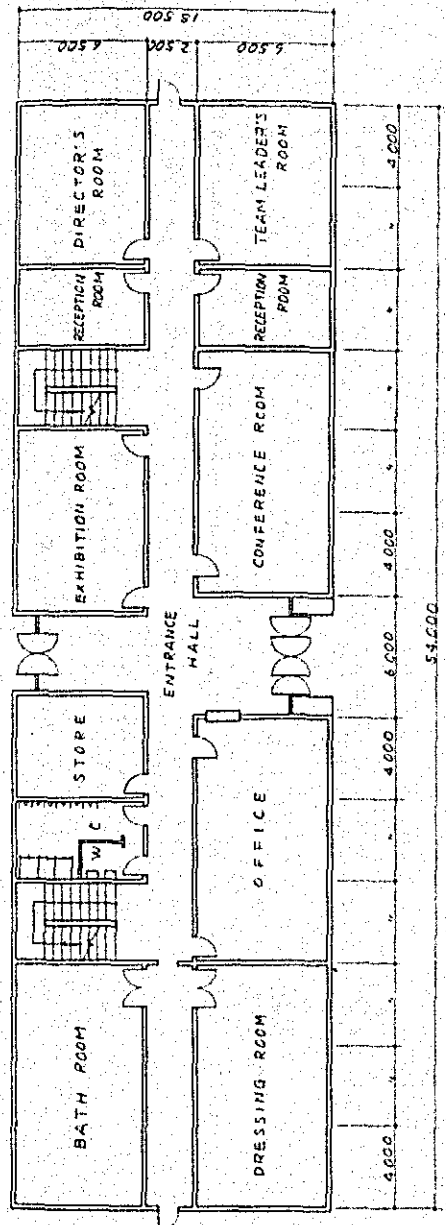 BATH ROOM
W C
STORE
EXHIBITION ROOM
RECEPTION
ROOM
DIRECTOR'S
ROOM
ENTRANCE
HALL
DRESSING ROOM
OFFICE
CONFERENCE ROOM
RECEPTION
ROOM
TEAM LEADER'S
ROOM
6.500
2.500
6.500
15.500
4.000 " " " 4.000 6.000 4.000 " " " 4.000
54.000